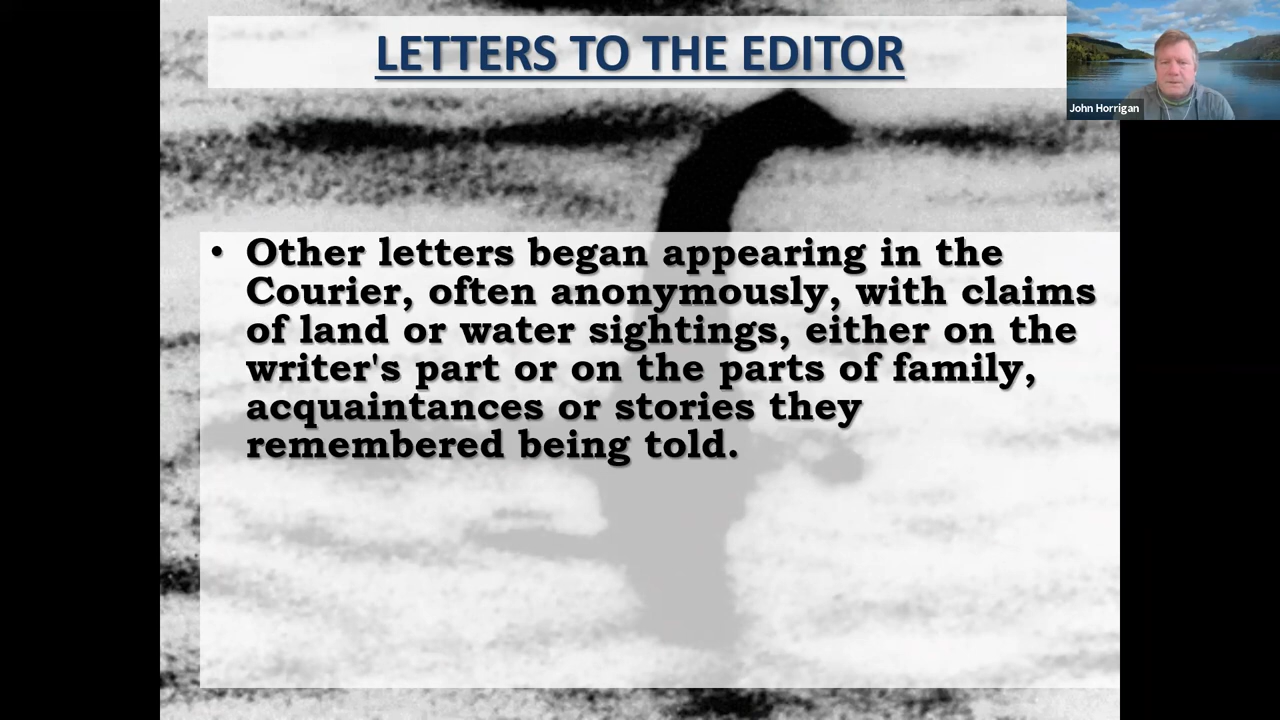 LETTERS TO THE EDITOR
John Horrigan
• Other letters began appearing in the
Courier, often anonymously, with claims
of land or water sightings, either on the
writer's part or on the parts of family,
acquaintances or stories they
remembered being told.